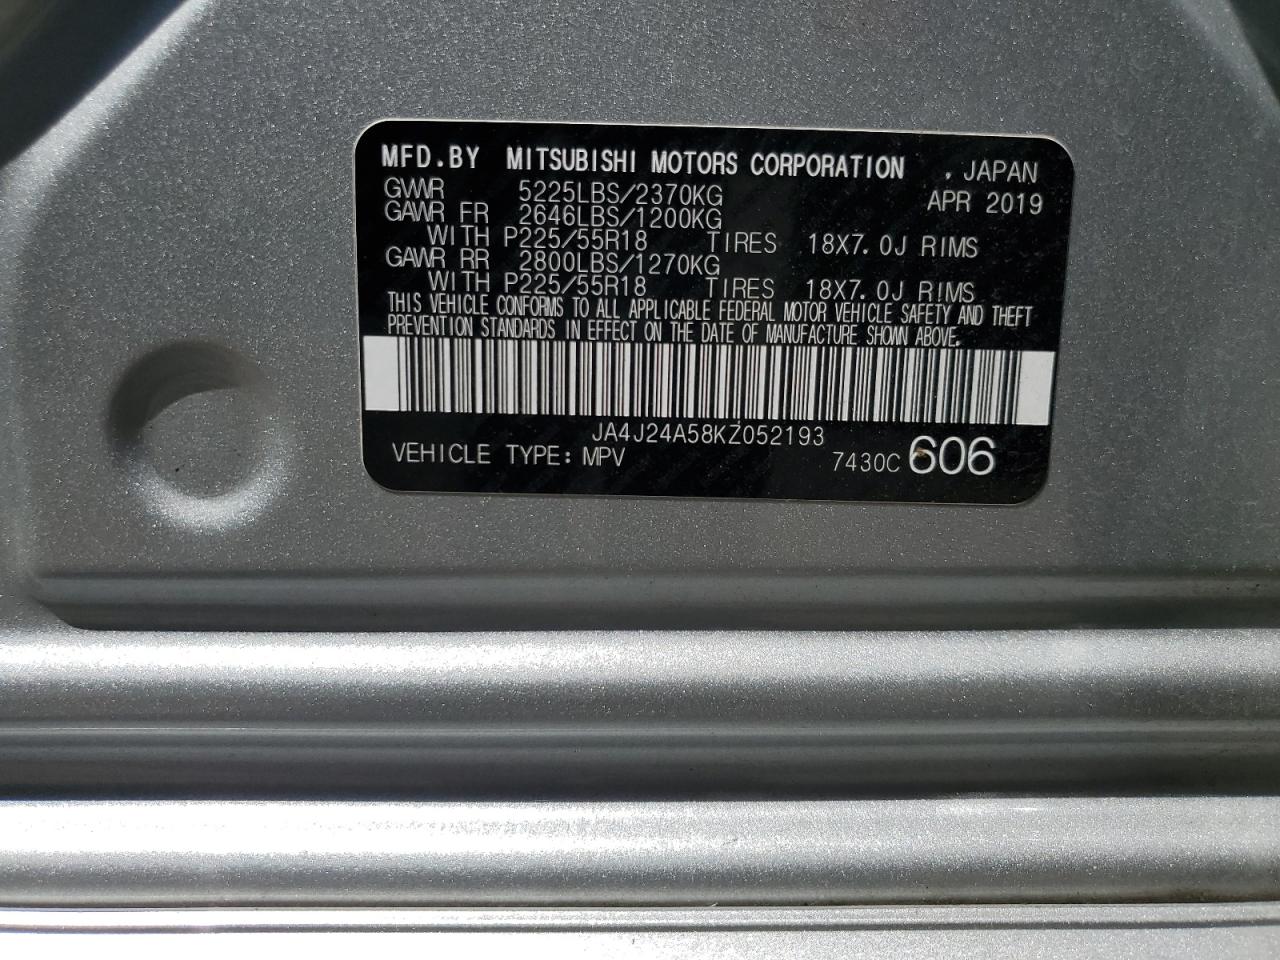 MFD.BY MITSUBISHI MOTORS CORPORATION , JAPAN
GVWR 5225LBS/2370KG APR 2019
GAWR FR 2646LBS/1200KG
WITH P225/55R18 TIRES 18X7.0J RIMS
GAWR RR 2800LBS/1270KG
WITH P225/55R18 TIRES 18X7.0J RIMS
THIS VEHICLE CONFORMS TO ALL APPLICABLE FEDERAL MOTOR VEHICLE SAFETY AND THEFT
PREVENTION STANDARDS IN EFFECT ON THE DATE OF MANUFACTURE SHOWN ABOVE.
JA4J24A58KZ052193
VEHICLE TYPE: MPV 7430C 606